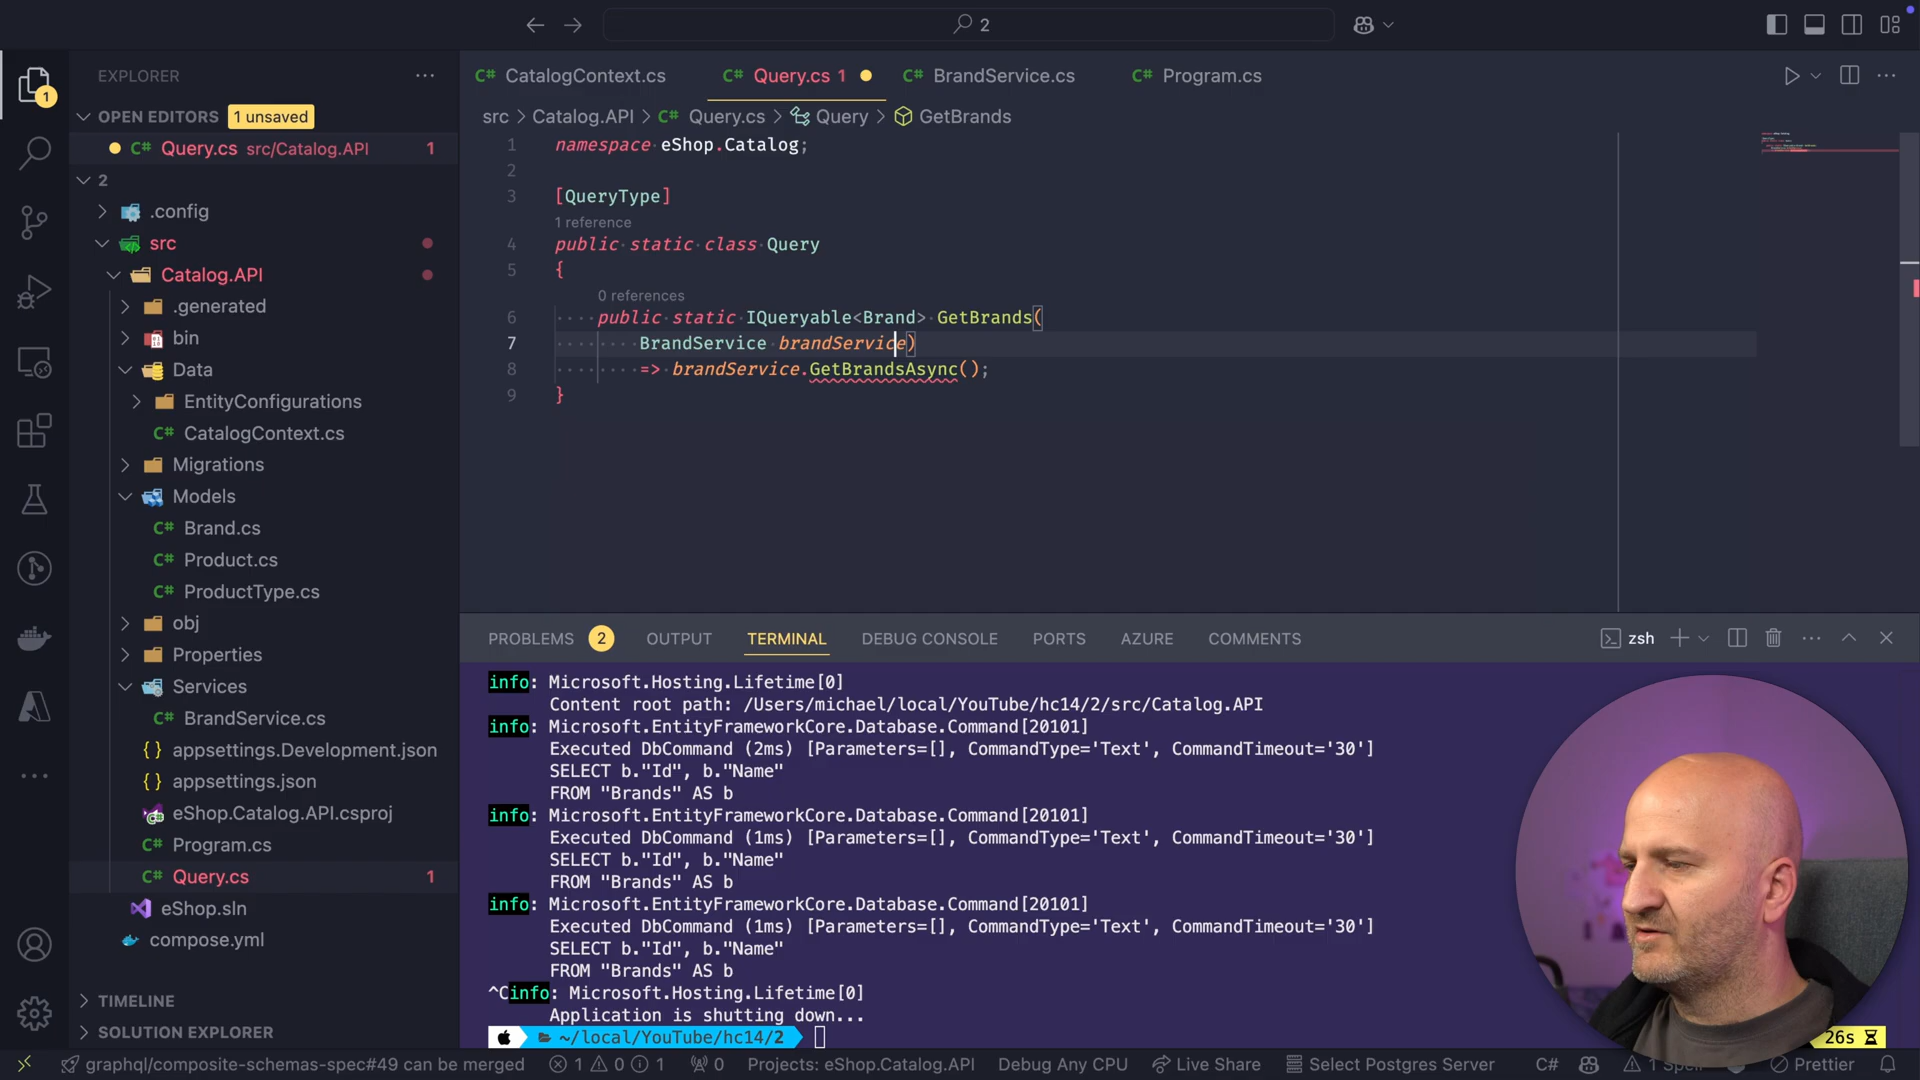 2
EXPLORER
OPEN EDITORS 1 unsaved
Query.cs src/Catalog.API 1
2
.config
src
Catalog.API
.generated
bin
Data
EntityConfigurations
CatalogContext.cs
Migrations
Models
Brand.cs
Product.cs
ProductType.cs
obj
Properties
Services
BrandService.cs
appsettings.Development.json
appsettings.json
eShop.Catalog.API.csproj
Program.cs
Query.cs 1
eShop.sln
compose.yml
TIMELINE
SOLUTION EXPLORER
1
CatalogContext.cs Query.cs 1 BrandService.cs Program.cs
src > Catalog.API > Query.cs > Query > GetBrands
1 namespace eShop.Catalog;
2
3 [QueryType]
1 reference
4 public static class Query
5 {
0 references
6 public static IQueryable<Brand> GetBrands(
7 BrandService brandService)
8 => brandService.GetBrandsAsync();
9 }
PROBLEMS 2 OUTPUT TERMINAL DEBUG CONSOLE PORTS AZURE COMMENTS zsh
info: Microsoft.Hosting.Lifetime[0]
Content root path: /Users/michael/local/YouTube/hc14/2/src/Catalog.API
info: Microsoft.EntityFrameworkCore.Database.Command[20101]
Executed DbCommand (2ms) [Parameters=[], CommandType='Text', CommandTimeout='30']
SELECT b."Id", b."Name"
FROM "Brands" AS b
info: Microsoft.EntityFrameworkCore.Database.Command[20101]
Executed DbCommand (1ms) [Parameters=[], CommandType='Text', CommandTimeout='30']
SELECT b."Id", b."Name"
FROM "Brands" AS b
info: Microsoft.EntityFrameworkCore.Database.Command[20101]
Executed DbCommand (1ms) [Parameters=[], CommandType='Text', CommandTimeout='30']
SELECT b."Id", b."Name"
FROM "Brands" AS b
^Cinfo: Microsoft.Hosting.Lifetime[0]
Application is shutting down...
~/local/YouTube/hc14/2 26s
graphql/composite-schemas-spec#49 can be merged 1 0 1 0 Projects: eShop.Catalog.API Debug Any CPU Live Share Select Postgres Server C# 1 Prettier